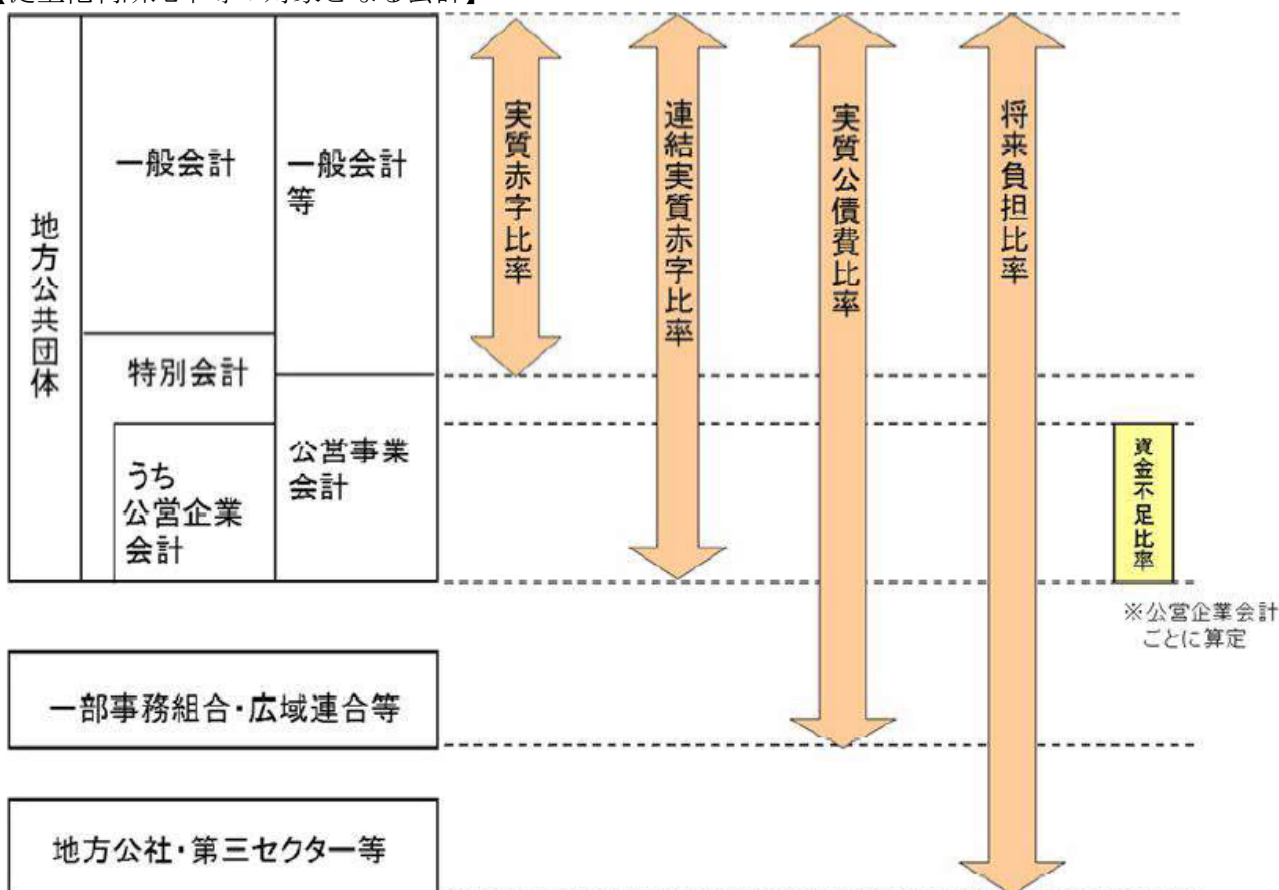 地方公共団体
一般会計
一般会計
等
特別会計
うち
公営企業
会計
公営事業
会計
実質赤字比率
連結実質赤字比率
実質公債費比率
将来負担比率
資金不足比率
※公営企業会計
ごとに算定
一部事務組合・広域連合等
地方公社・第三セクター等